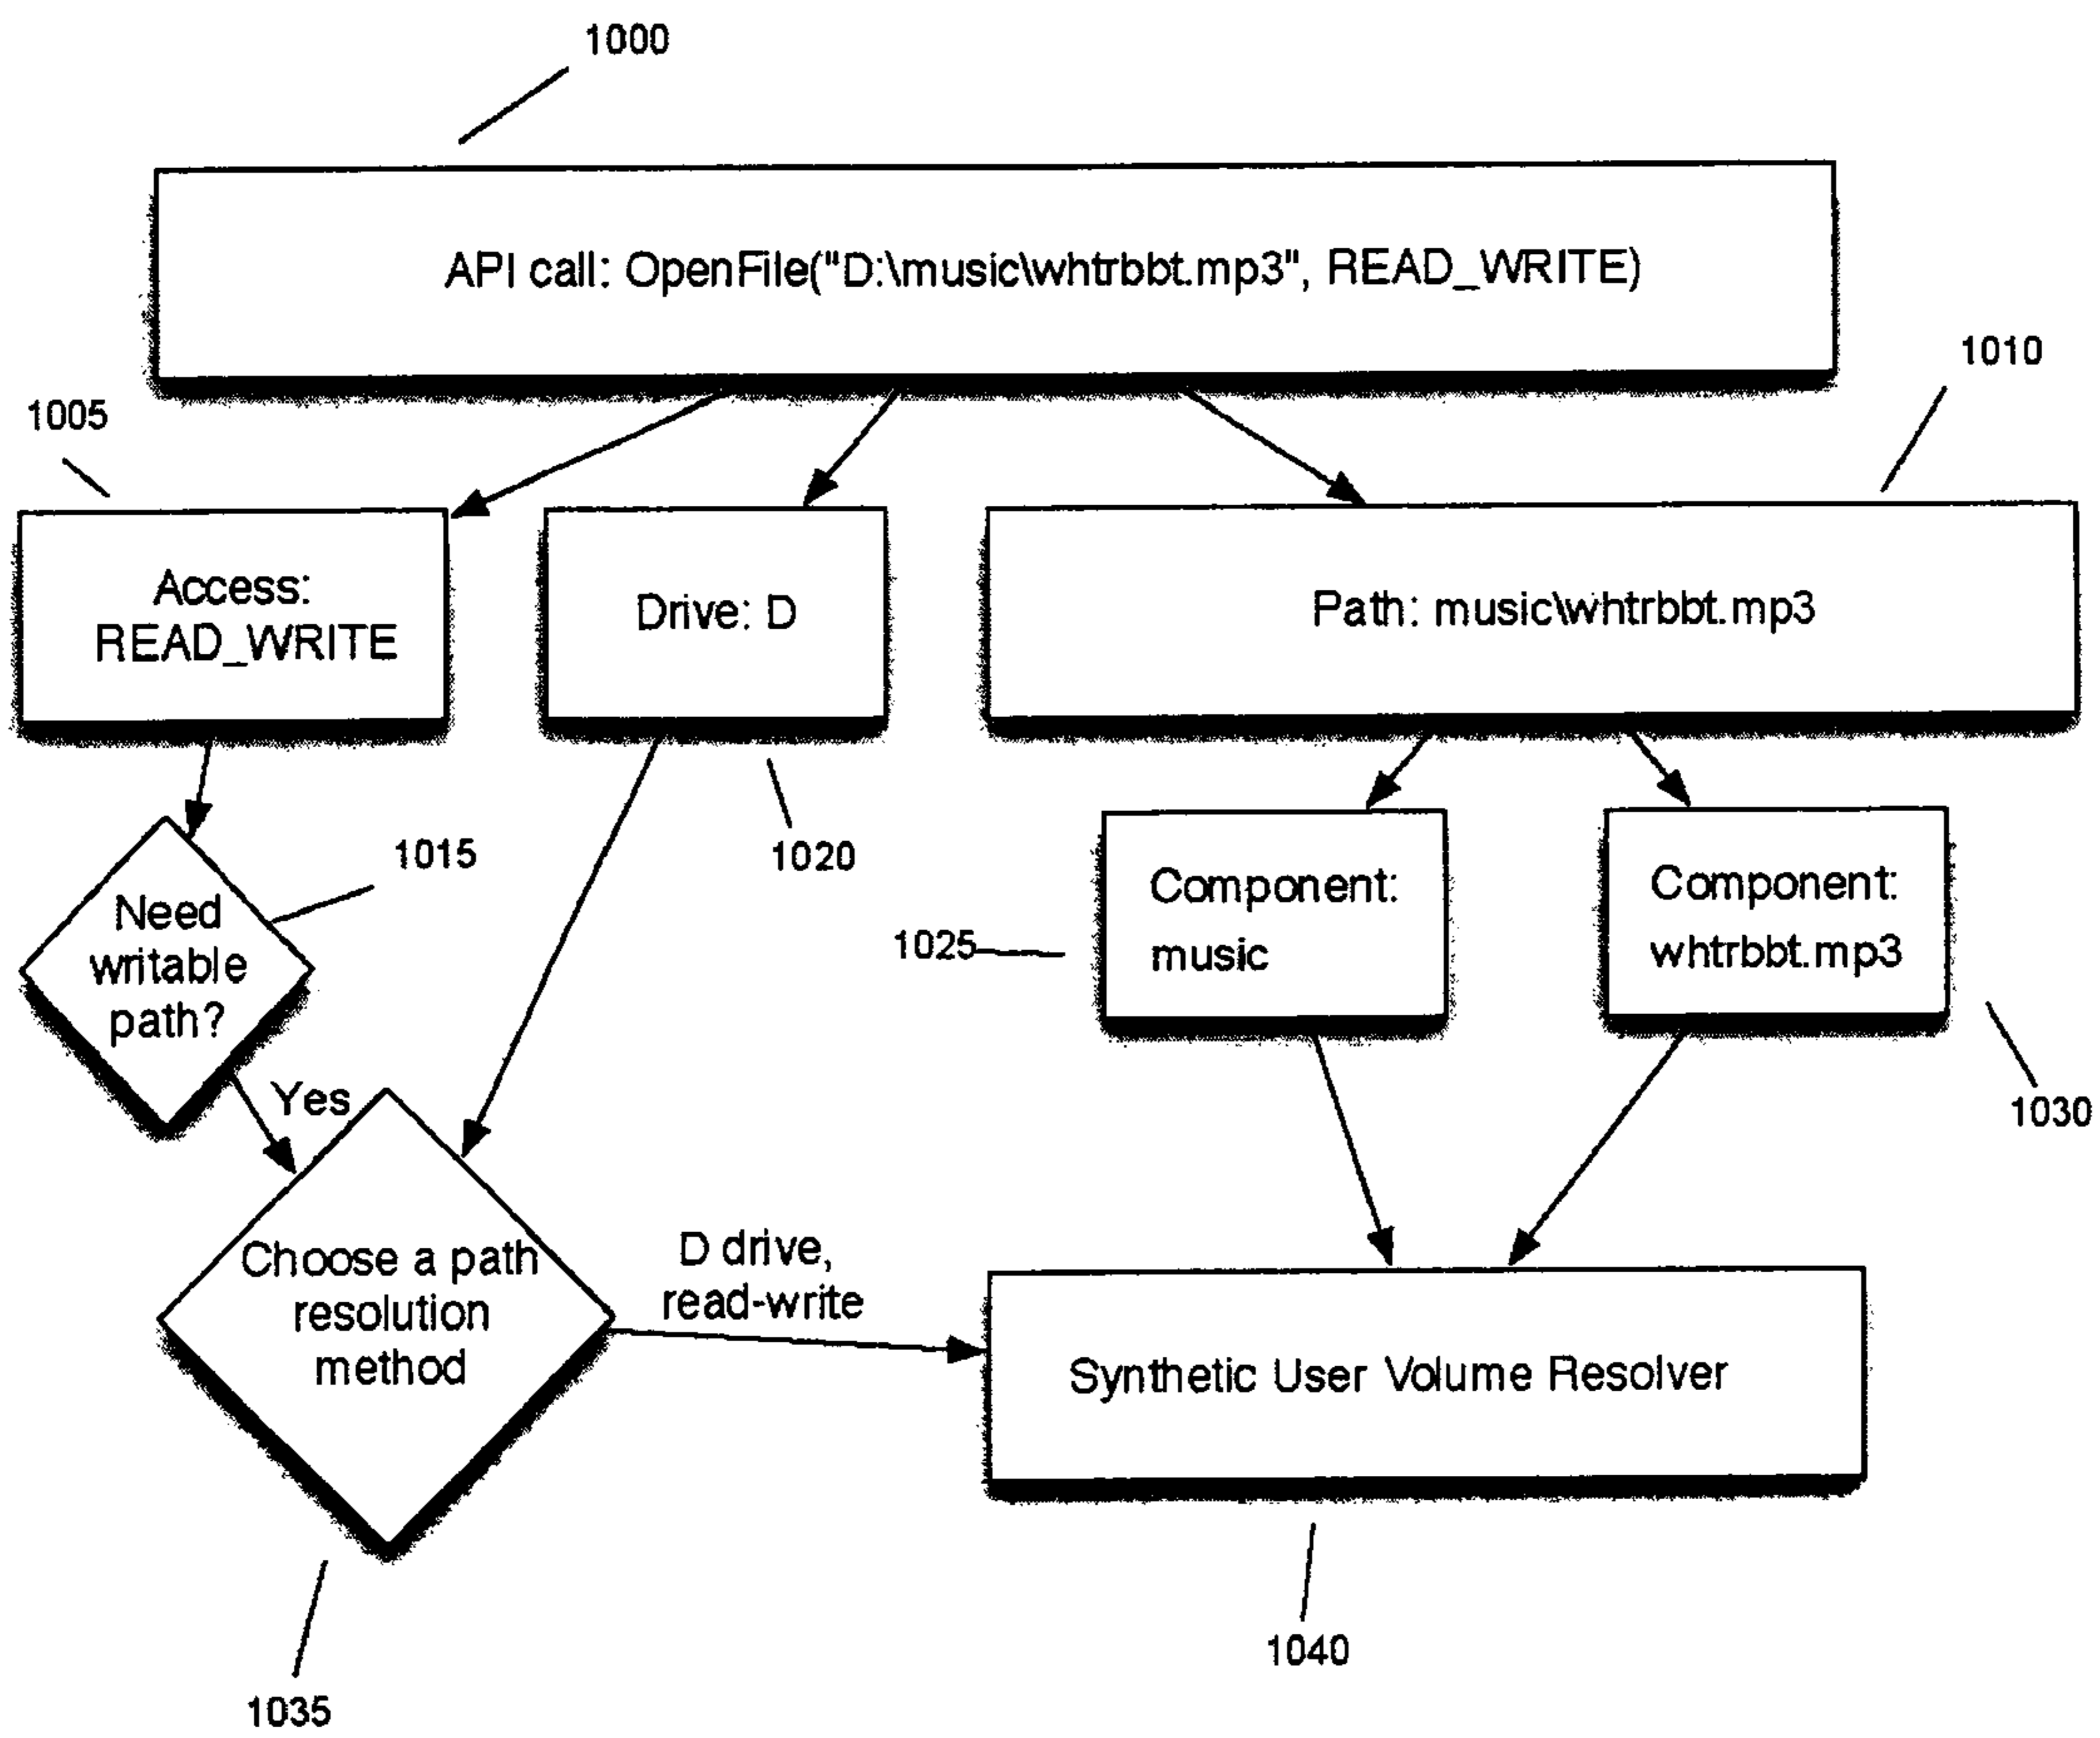 1000
API call: OpenFile("D:\music\whtrbbt.mp3", READ_WRITE)
1010
1005
Access:
READ_WRITE
Drive: D
Path: music\whtrbbt.mp3
1015
1020
Need
writable
path?
1025
Component:
music
Component:
whtrbbt.mp3
1030
Yes
Choose a path
resolution
method
D drive,
read-write
Synthetic User Volume Resolver
1040
1035